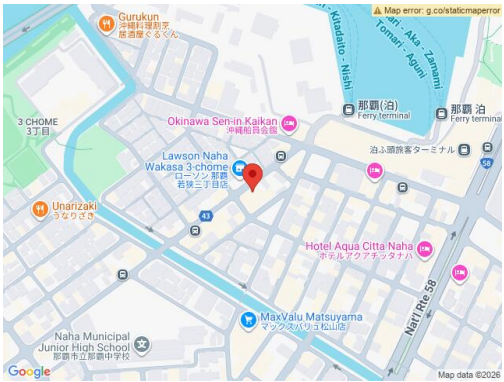 Map error: g.co/staticmaperror
Gurukun
沖縄料理割烹
居酒屋ぐるくん
- Kitadaito - Nishi
Tomari - Aka - Zamami
Tomari - Aguni
3 CHOME
3丁目
Okinawa Sen-in Kaikan
沖縄船員会館
那覇(泊)
Ferry terminal
那覇 泊
Ferry terminal
泊ふ頭旅客ターミナル
58
Lawson Naha
Wakasa 3-chome
ローソン 那覇
若狭三丁目店
Unarizaki
うなりざき
43
Hotel Aqua Citta Naha
ホテルアクアチッタナハ
Nat'l Rte 58
MaxValu Matsuyama
マックスバリュ松山店
Naha Municipal
Junior High School
那覇市立那覇中学校
Google
Map data ©2026